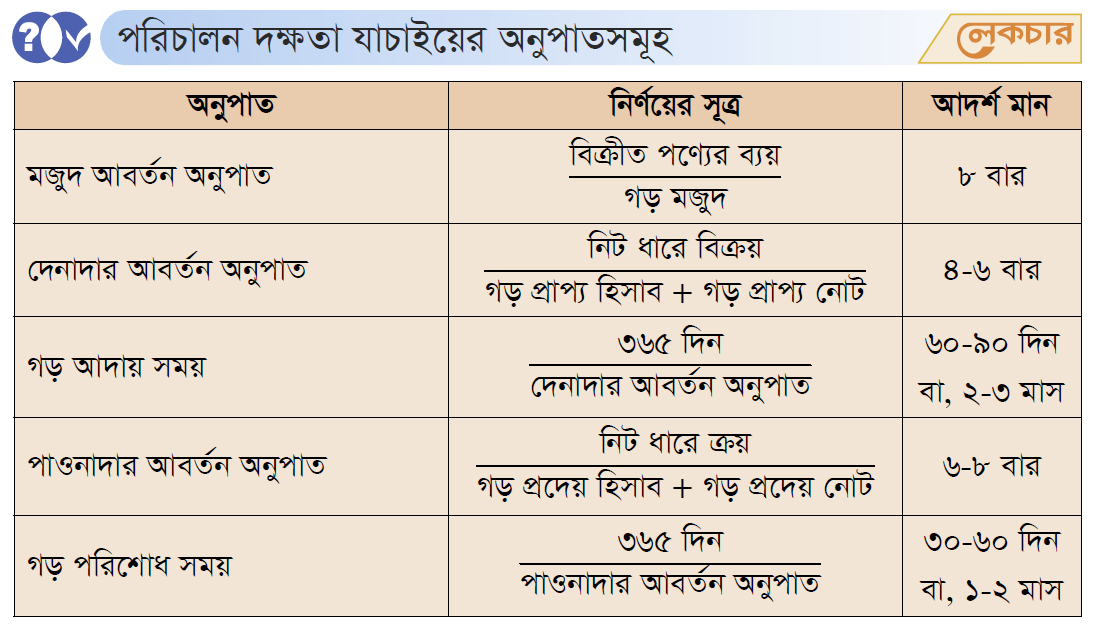 পরিচালন দক্ষতা যাচাইয়ের অনুপাতসমূহ
লেকচার
অনুপাত নির্ণয়ের সূত্র আদর্শ মান
মজুদ আবর্তন অনুপাত
বিক্রীত পণ্যের ব্যয়
গড় মজুদ
৮ বার
দেনাদার আবর্তন অনুপাত
নিট ধারে বিক্রয়
গড় প্রাপ্য হিসাব + গড় প্রাপ্য নোট
৪-৬ বার
গড় আদায় সময়
৩৬৫ দিন
দেনাদার আবর্তন অনুপাত
৬০-৯০ দিন
বা, ২-৩ মাস
পাওনাদার আবর্তন অনুপাত
নিট ধারে ক্রয়
গড় প্রদেয় হিসাব + গড় প্রদেয় নোট
৬-৮ বার
গড় পরিশোধ সময়
৩৬৫ দিন
পাওনাদার আবর্তন অনুপাত
৩০-৬০ দিন
বা, ১-২ মাস